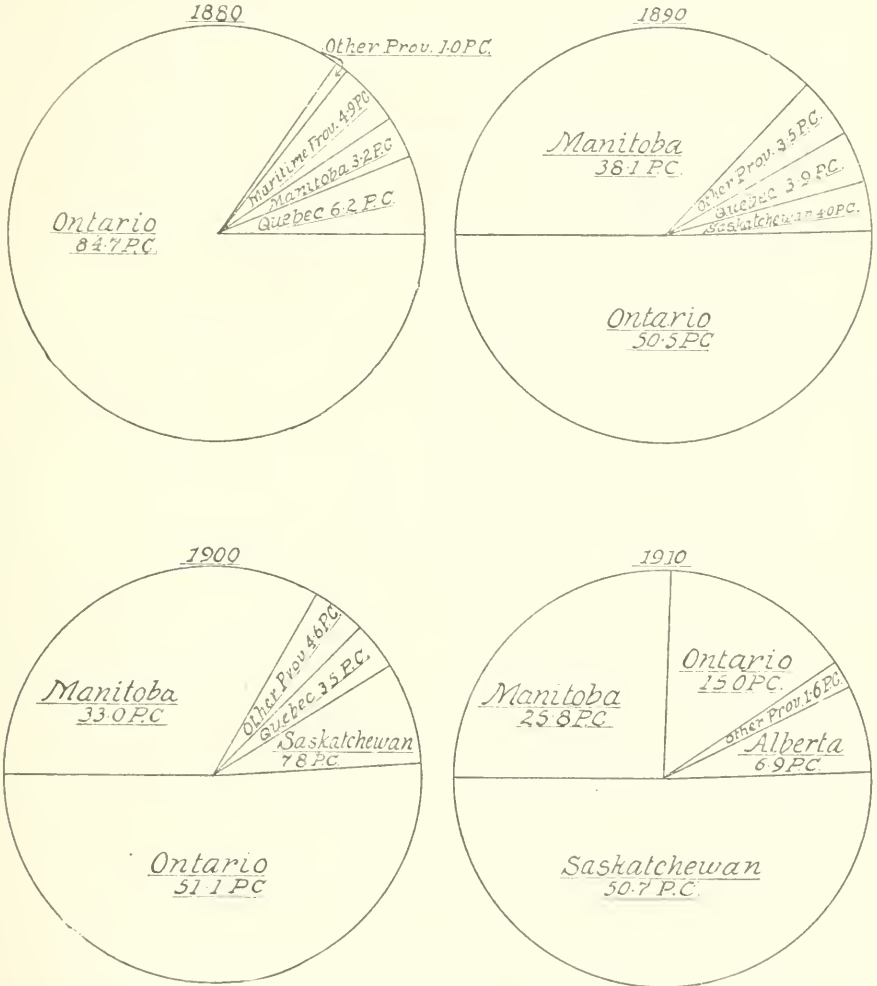 1880
Other Prov. 1.0 P.C.
Maritime Prov. 4.9 P.C.
Manitoba 3.2 P.C
Quebec 6.2 P.C.
Ontario
84.7 P.C.
1890
Manitoba
38.1 P.C.
Other Prov. 3.5 P.C.
Quebec 3.9 P.C.
Saskatchewan 4.0 P.C.
Ontario
50.5 P.C
1900
Manitoba
33.0 P.C
Other Prov. 4.6 P.C.
Quebec 3.5 P.C.
Saskatchewan
7.8 P.C.
Ontario
51.1 P.C
1910
Manitoba
25.8 P.C
Ontario
15.0 P.C.
Other Prov. 1.6 P.C.
Alberta
6.9 P.C.
Saskatchewan
50.7 P.C.